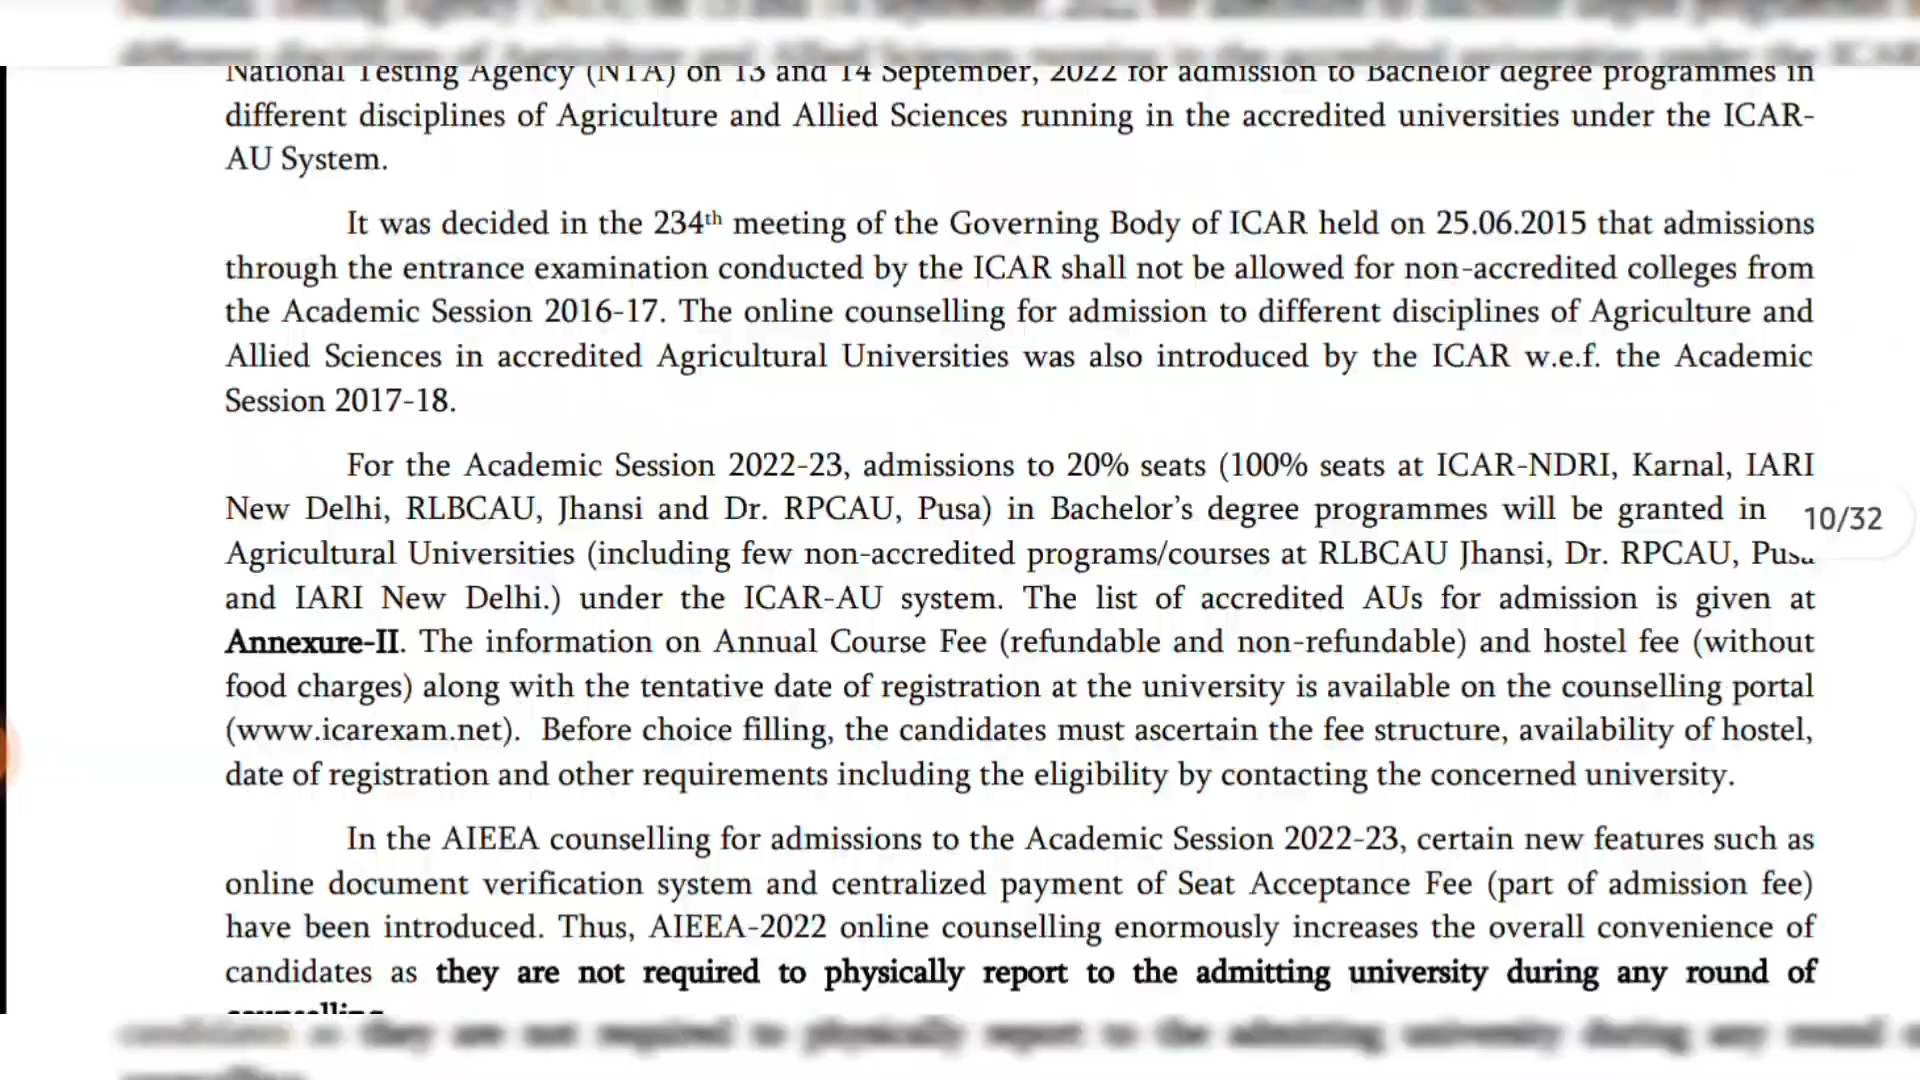 National Testing Agency (NTA) on 13 and 14 September, 2022 for admission to Bachelor degree programmes in
different disciplines of Agriculture and Allied Sciences running in the accredited universities under the ICAR-
AU System.
It was decided in the 234th meeting of the Governing Body of ICAR held on 25.06.2015 that admissions
through the entrance examination conducted by the ICAR shall not be allowed for non-accredited colleges from
the Academic Session 2016-17. The online counselling for admission to different disciplines of Agriculture and
Allied Sciences in accredited Agricultural Universities was also introduced by the ICAR w.e.f. the Academic
Session 2017-18.
For the Academic Session 2022-23, admissions to 20% seats (100% seats at ICAR-NDRI, Karnal, IARI
New Delhi, RLBCAU, Jhansi and Dr. RPCAU, Pusa) in Bachelor's degree programmes will be granted in
10/32
Agricultural Universities (including few non-accredited programs/courses at RLBCAU Jhansi, Dr. RPCAU, Pusa
and IARI New Delhi.) under the ICAR-AU system. The list of accredited AUs for admission is given at
Annexure-II. The information on Annual Course Fee (refundable and non-refundable) and hostel fee (without
food charges) along with the tentative date of registration at the university is available on the counselling portal
(www.icarexam.net). Before choice filling, the candidates must ascertain the fee structure, availability of hostel,
date of registration and other requirements including the eligibility by contacting the concerned university.
In the AIEEA counselling for admissions to the Academic Session 2022-23, certain new features such as
online document verification system and centralized payment of Seat Acceptance Fee (part of admission fee)
have been introduced. Thus, AIEEA-2022 online counselling enormously increases the overall convenience of
candidates as they are not required to physically report to the admitting university during any round of
counselling